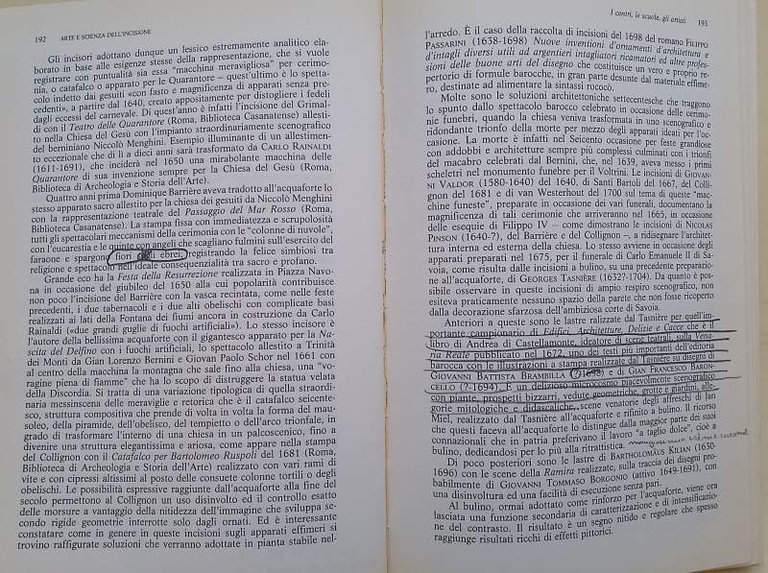 192 ARTE E SCIENZA DELL'INCISIONE
Gli incisori adottano dunque un lessico estremamente analitico ela-
borato in base alle esigenze stesse della rappresentazione, che si vuole
registrare con puntualità sia essa “macchina meravigliosa” per cerimo-
nia, o catafalco o apparato per le Quarantore – quest'ultimo è lo spetta-
colo indetto dai gesuiti «con fasto e magnificenza di apparati senza pre-
cedenti», a partire dal 1640, creato appositamente per distogliere i fedeli
dagli eccessi del carnevale. Di quest'anno è infatti l'incisione del Grimal-
di con il Teatro delle Quarantore (Roma, Biblioteca Casanatense) allesti-
to nella Chiesa del Gesù con l'impianto straordinariamente scenografico
del berniniano Niccolò Menghini. Esempio illuminante di un allestimen-
to eccezionale che di lì a dieci anni sarà trasformato da CARLO RAINALDI
(1611-1691), che inciderà nel 1650 una mirabolante macchina delle
Quarantore di sua invenzione sempre per la Chiesa del Gesù (Roma,
Biblioteca di Archeologia e Storia dell'Arte).
Quattro anni prima Dominique Barrière aveva tradotto all'acquaforte lo
stesso apparato sacro allestito per la chiesa dei gesuiti da Niccolò Menghini
con la rappresentazione teatrale del Passaggio del Mar Rosso (Roma,
Biblioteca Casanatense). La stampa fissa con immediatezza e scrupolosità
tutti gli spettacolari meccanismi della cerimonia con le “colonne di nuvole”,
con l'eucarestia e le quinte con angeli che scagliano fulmini sull'esercito del
faraone e spargono fiori gli ebrei, registrando la felice simbiosi tra
religione e spettacolo nell'ideale consequenzialità tra sacro e profano.
Grande eco ha la Festa della Resurrezione realizzata in Piazza Navo-
na in occasione del giubileo del 1650 alla cui popolarità contribuisce
non poco l'incisione del Barrière con la vasca recintata, come nelle feste
precedenti, i due tabernacoli e i due alti obelischi con complicate basi
realizzati ai lati della Fontana dei fiumi ancora in costruzione da Carlo
Rainaldi («due grandi guglie di fuochi artificiali»). Lo stesso incisore è
l'autore della bellissima acquaforte con il gigantesco apparato per la Na-
scita del Delfino con i fuochi artificiali, lo spettacolo allestito a Trinità
dei Monti da Gian Lorenzo Bernini e Giovan Paolo Schor nel 1661 con
al centro della macchina la montagna che sale fino alla chiesa, una “vo-
ragine piena di fiamme” che ha lo scopo di distruggere la statua velata
della Discordia. Si tratta di una variazione tipologica di quella straordi-
naria messinscena delle meraviglie e retorica che è il catafalco seicente-
sco, struttura compositiva che prende di volta in volta la forma del mau-
soleo, della piramide, dell'obelisco, del tempietto o dell'arco trionfale, in
grado di trasformare l'interno di una chiesa in un palcoscenico, fino a
divenire una struttura elegantissima e ariosa, come appare nella stampa
del Collignon con il Catafalco per Bartolomeo Ruspoli del 1681 (Roma,
Biblioteca di Archeologia e Storia dell'Arte) realizzato con vari rami di
vite e con cipressi altissimi al posto delle consuete colonne tortili o degli
obelischi. Le possibilità espressive raggiunte dall'acquaforte alla fine del
secolo permettono al Collignon un uso disinvolto ed il controllo esatto
delle morsure a vantaggio della nitidezza dell'immagine che sviluppa se-
condo rigide geometrie interrotte solo dagli ornati. Ed è interessante
constatare come in genere in queste incisioni sugli apparati effimeri si
trovino raffigurate soluzioni che verranno adottate in pianta stabile nel-
I centri, le scuole, gli artisti 193
l'arredo. È il caso della raccolta di incisioni del 1698 del romano FILIPPO
PASSARINI (1638-1698) Nuove inventioni d'ornamenti d'architettura e
d'intagli diversi utili ad argentieri intagliatori ricamatori ed altre profes-
sioni delle buone arti del disegno che costituisce un vero e proprio re-
pertorio di formule barocche, in gran parte desunte dal materiale effime-
ro, destinate ad alimentare la sintassi rococò.
Molte sono le soluzioni architettoniche settecentesche che traggono
lo spunto dallo spettacolo barocco celebrato in occasione delle cerimo-
nie funebri, quando la chiesa veniva trasformata in uno scenografico e
ridondante trionfo della morte per mezzo degli apparati ideati per l'oc-
casione. La morte è infatti nel Seicento occasione per feste grandiose
con addobbi e architetture sempre più complessi culminanti con i trionfi
del macabro celebrati dal Bernini, che, nel 1639, aveva messo i primi
scheletri nel monumento funebre per il Voltrini. Le incisioni di GIOVAN-
NI VALDOR (1580-1640) del 1640, di Santi Bartoli del 1667, del Colli-
gnon del 1681 e di van Westerhout del 1700 sul tema di queste “mac-
chine funeste”, preparate in occasione dei vari funerali, documentano la
magnificenza di tali cerimonie che arriveranno nel 1665, in occasione
delle esequie di Filippo IV – come dimostrano le incisioni di NICOLAS
PINSON (1640-?), del Barrière e del Collignon –, a ridisegnare l'architet-
tura interna ed esterna della chiesa. Lo stesso avviene in occasione degli
apparati preparati nel 1675, per il funerale di Carlo Emanuele II di Sa-
voia, come risulta dalle incisioni a bulino, su una precedente preparazio-
ne all'acquaforte, di GEORGES TASNIÈRE (1632?-1704). Da quanto è pos-
sibile osservare in queste incisioni di ampio respiro scenografico, non
esiteva praticamente nessuno spazio della parete che non fosse ricoperto
dalla decorazione sfarzosa dell'ambiziosa corte di Savoia.
Anteriori a queste sono le lastre ralizzate dal Tasnière per quell'im-
portante campionario di Edifici, Architetture, Delizie e Cacce che è il
libro di Andrea di Castellamonte, ideatore di scene teatrali, sulla Vena-
ria Reale pubblicato nel 1672, uno dei testi più importanti dell'editoria
barocca con le illustrazioni a stampa realizzate dal Tasnière su disegni di
GIOVANNI BATTISTA BRAMBILLA (?-1698) e di GIAN FRANCESCO BARON-
CELLO (?-1694). È un delizioso microcosmo piacevolmente scenografico
con piante, prospetti bizzarri, vedute geometriche, grotte e giardini, alle-
gorie mitologiche e didascaliche, scene venatorie degli affreschi di Jan
Miel, realizzato dal Tasnière all'acquaforte e rifinito a bulino. Il ricorso
che questi faceva all'acquaforte lo distingue dalla maggior parte dei suoi
connazionali che in patria preferivano il lavoro “a taglio dolce”, cioè a
bulino, dedicandosi per lo più alla ritrattistica.
Di poco posteriori sono le lastre di BARTHOLOMÄUS KILIAN (1630-
1696) con le scene della Ramira realizzate, sulla traccia dei disegni pro-
babilmente di GIOVANNI TOMMASO BORGONIO (attivo 1649-1691), con
una disinvoltura ed una facilità di esecuzione senza pari.
Al bulino, ormai adottato come rinforzo per l'acquaforte, viene ora
lasciata una funzione secondaria di caratterizzazione e di intensificazio-
ne del contrasto. Il risultato è un segno nitido e regolare che spesso
raggiunge risultati ricchi di effetti pittorici.